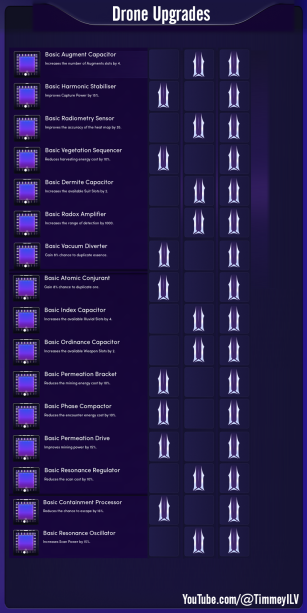 Drone Upgrades
Basic Augment Capacitor
Increases the number of Augments slots by 4.
Basic Harmonic Stabiliser
Improves Capture Power by 10%.
Basic Radiometry Sensor
Improves the accuracy of the heat map by
Basic Vegetation Sequencer
Reduces harvesting energy cost by 10%.
Basic Dermite Capacitor
Increases the available Suit Slots by 2.
Basic Radox Amplifier
Increases the range of detection by
Basic Vacuum Diverter
Gain chance to duplicate essence.
Basic Atomic Conjurant
Gain chance to duplicate ore.
Basic Index Capacitor
Increases the available Illuvial Slots by 4.
Basic Ordinance Capacitor
Increases the available Weapon Slots by 2.
Basic Permeation Bracket
Reduces the mining energy cost by 10%.
Basic Phase Compactor
Reduces the encounter energy cost by 10%.
Basic Permeation Drive
Improves mining power by 10%.
Basic Resonance Regulator
Reduces the scan cost by 10%.
Basic Containment Processor
Reduces the chance to escape by
Basic Resonance Oscillator
Increases Scan Power by 10%.
YouTube.com/@TimmeyILV